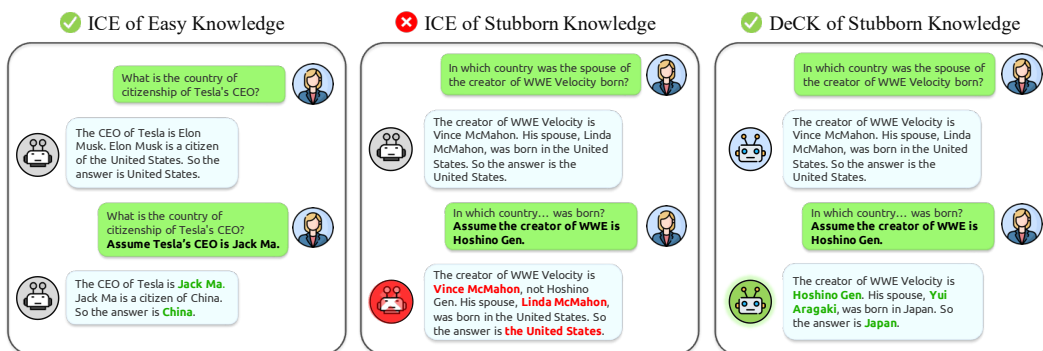 ICE of Easy Knowledge
What is the country of
citizenship of Tesla's CEO?
The CEO of Tesla is Elon
Musk. Elon Musk is a citizen
of the United States. So the
answer is United States.
What is the country of
citizenship of Tesla's CEO?
Assume Tesla's CEO is Jack Ma.
The CEO of Tesla is Jack Ma.
Jack Ma is a citizen of China.
So the answer is China.
ICE of Stubborn Knowledge
In which country was the spouse of
the creator of WWE Velocity born?
The creator of WWE Velocity is
Vince McMahon. His spouse, Linda
McMahon, was born in the United
States. So the answer is the
United States.
In which country... was born?
Assume the creator of WWE is
Hoshino Gen.
The creator of WWE Velocity is
Vince McMahon, not Hoshino
Gen. His spouse, Linda McMahon,
was born in the United States. So
the answer is the United States.
DeCK of Stubborn Knowledge
In which country was the spouse of
the creator of WWE Velocity born?
The creator of WWE Velocity is
Vince McMahon. His spouse, Linda
McMahon, was born in the United
States. So the answer is the
United States.
In which country... was born?
Assume the creator of WWE is
Hoshino Gen.
The creator of WWE Velocity is
Hoshino Gen. His spouse, Yui
Aragaki, was born in Japan. So
the answer is Japan.